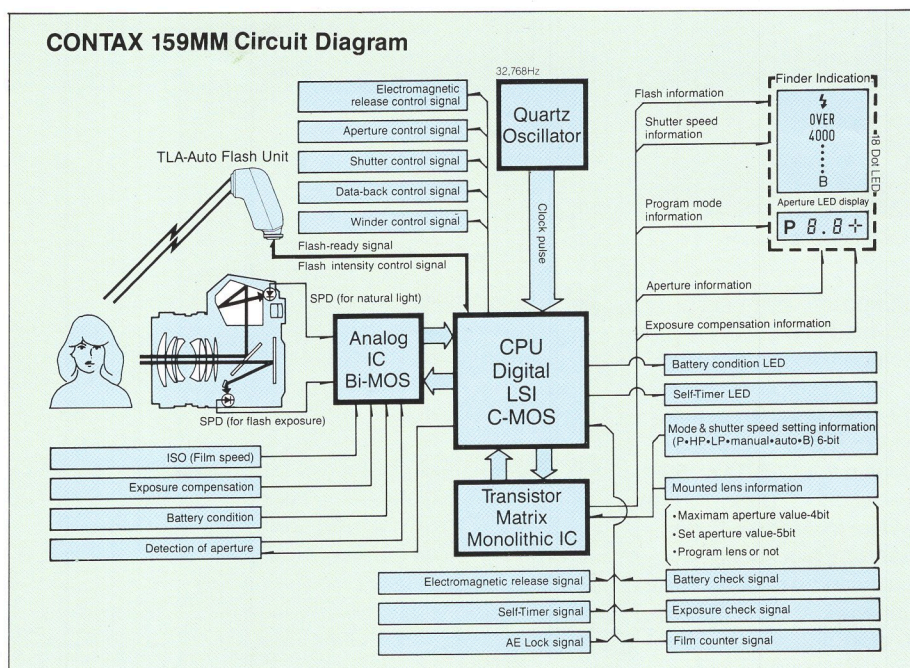 CONTAX 159MM Circuit Diagram
32,768Hz
Electromagnetic
release control signal
Aperture control signal
Shutter control signal
Data-back control signal
Winder control signal
Quartz
Oscillator
Clock pulse
TLA-Auto Flash Unit
Flash-ready signal
Flash intensity control signal
SPD (for natural light)
SPD (for flash exposure)
Analog
IC
Bi-MOS
CPU
Digital
LSI
C-MOS
Transistor
Matrix
Monolithic IC
ISO (Film speed)
Exposure compensation
Battery condition
Detection of aperture
Flash information
Shutter speed
information
Program mode
information
Aperture information
Exposure compensation information
Finder Indication
OVER
4000
B
18 Dot LED
Aperture LED display
P 8.8 -¦-
Battery condition LED
Self-Timer LED
Mode & shutter speed setting information
(P•HP•LP•manual•auto•B) 6-bit
Mounted lens information
•Maximam aperture value-4bit
•Set aperture value-5bit
•Program lens or not
Electromagnetic release signal
Self-Timer signal
AE Lock signal
Battery check signal
Exposure check signal
Film counter signal